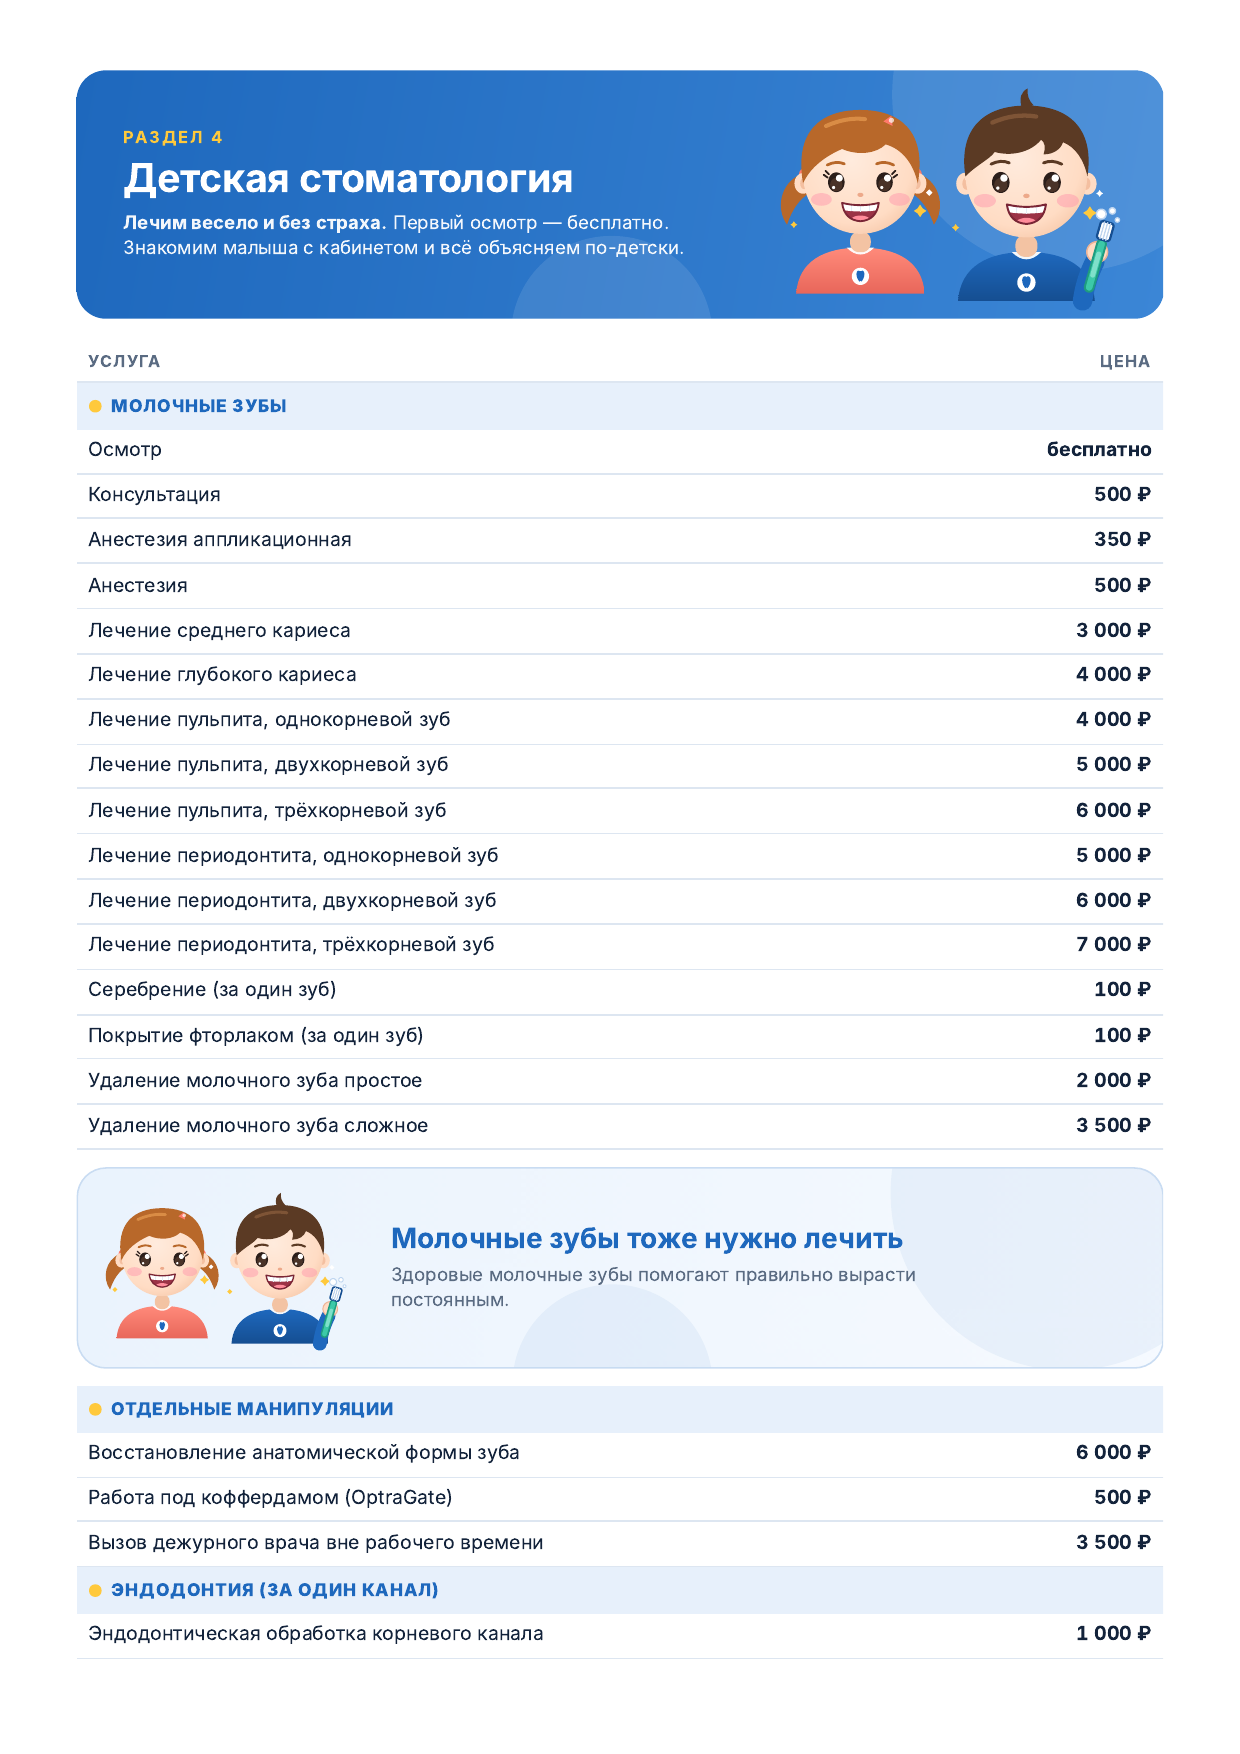 РАЗДЕЛ 4
Детская стоматология
Лечим весело и без страха. Первый осмотр — бесплатно.
Знакомим малыша с кабинетом и всё объясняем по-детски.
УСЛУГА ЦЕНА
МОЛОЧНЫЕ ЗУБЫ
Осмотр бесплатно
Консультация 500 ₽
Анестезия аппликационная 350 ₽
Анестезия 500 ₽
Лечение среднего кариеса 3 000 ₽
Лечение глубокого кариеса 4 000 ₽
Лечение пульпита, однокорневой зуб 4 000 ₽
Лечение пульпита, двухкорневой зуб 5 000 ₽
Лечение пульпита, трёхкорневой зуб 6 000 ₽
Лечение периодонтита, однокорневой зуб 5 000 ₽
Лечение периодонтита, двухкорневой зуб 6 000 ₽
Лечение периодонтита, трёхкорневой зуб 7 000 ₽
Серебрение (за один зуб) 100 ₽
Покрытие фторлаком (за один зуб) 100 ₽
Удаление молочного зуба простое 2 000 ₽
Удаление молочного зуба сложное 3 500 ₽
Молочные зубы тоже нужно лечить
Здоровые молочные зубы помогают правильно вырасти
постоянным.
ОТДЕЛЬНЫЕ МАНИПУЛЯЦИИ
Восстановление анатомической формы зуба 6 000 ₽
Работа под коффердамом (OptraGate) 500 ₽
Вызов дежурного врача вне рабочего времени 3 500 ₽
ЭНДОДОНТИЯ (ЗА ОДИН КАНАЛ)
Эндодонтическая обработка корневого канала 1 000 ₽